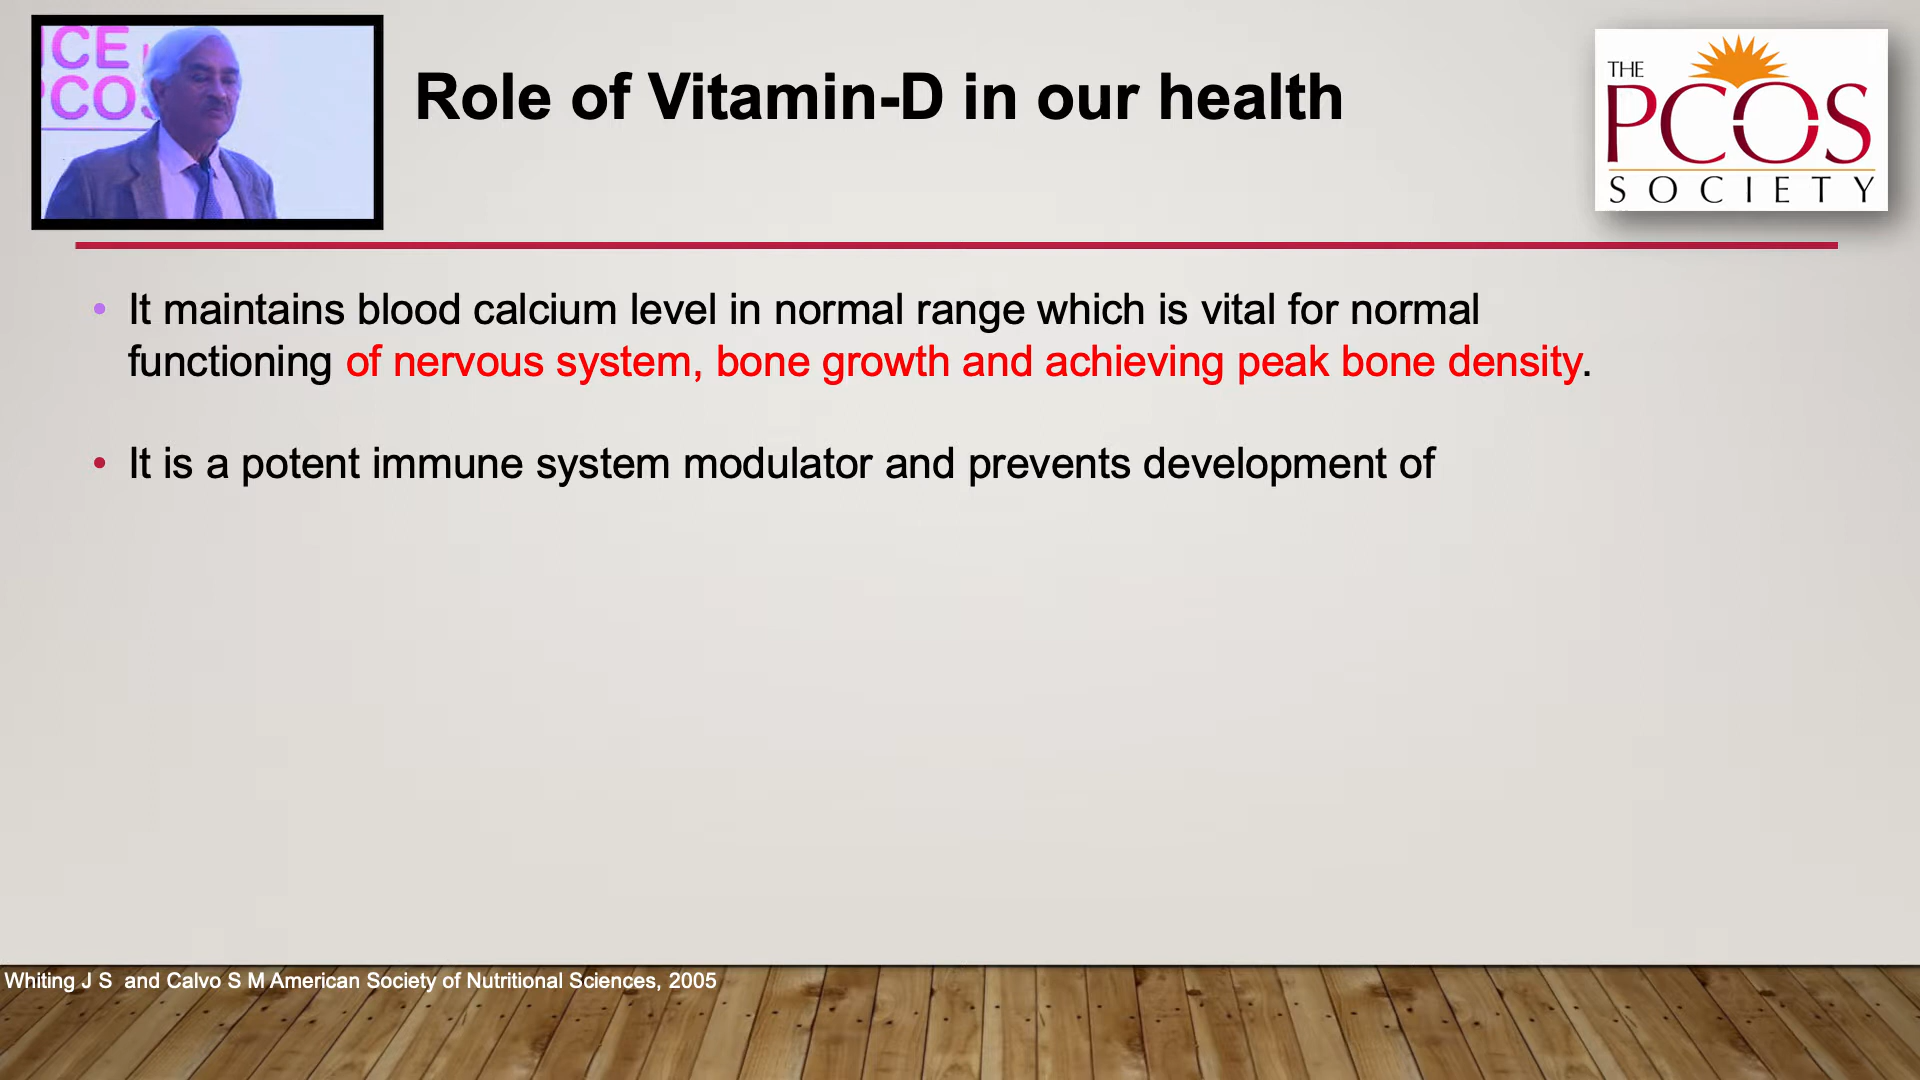 ICE
PCOS
Role of Vitamin-D in our health
THE
PCOS
SOCIETY
• It maintains blood calcium level in normal range which is vital for normal
functioning of nervous system, bone growth and achieving peak bone density.
• It is a potent immune system modulator and prevents development of
Whiting J S and Calvo S M American Society of Nutritional Sciences, 2005